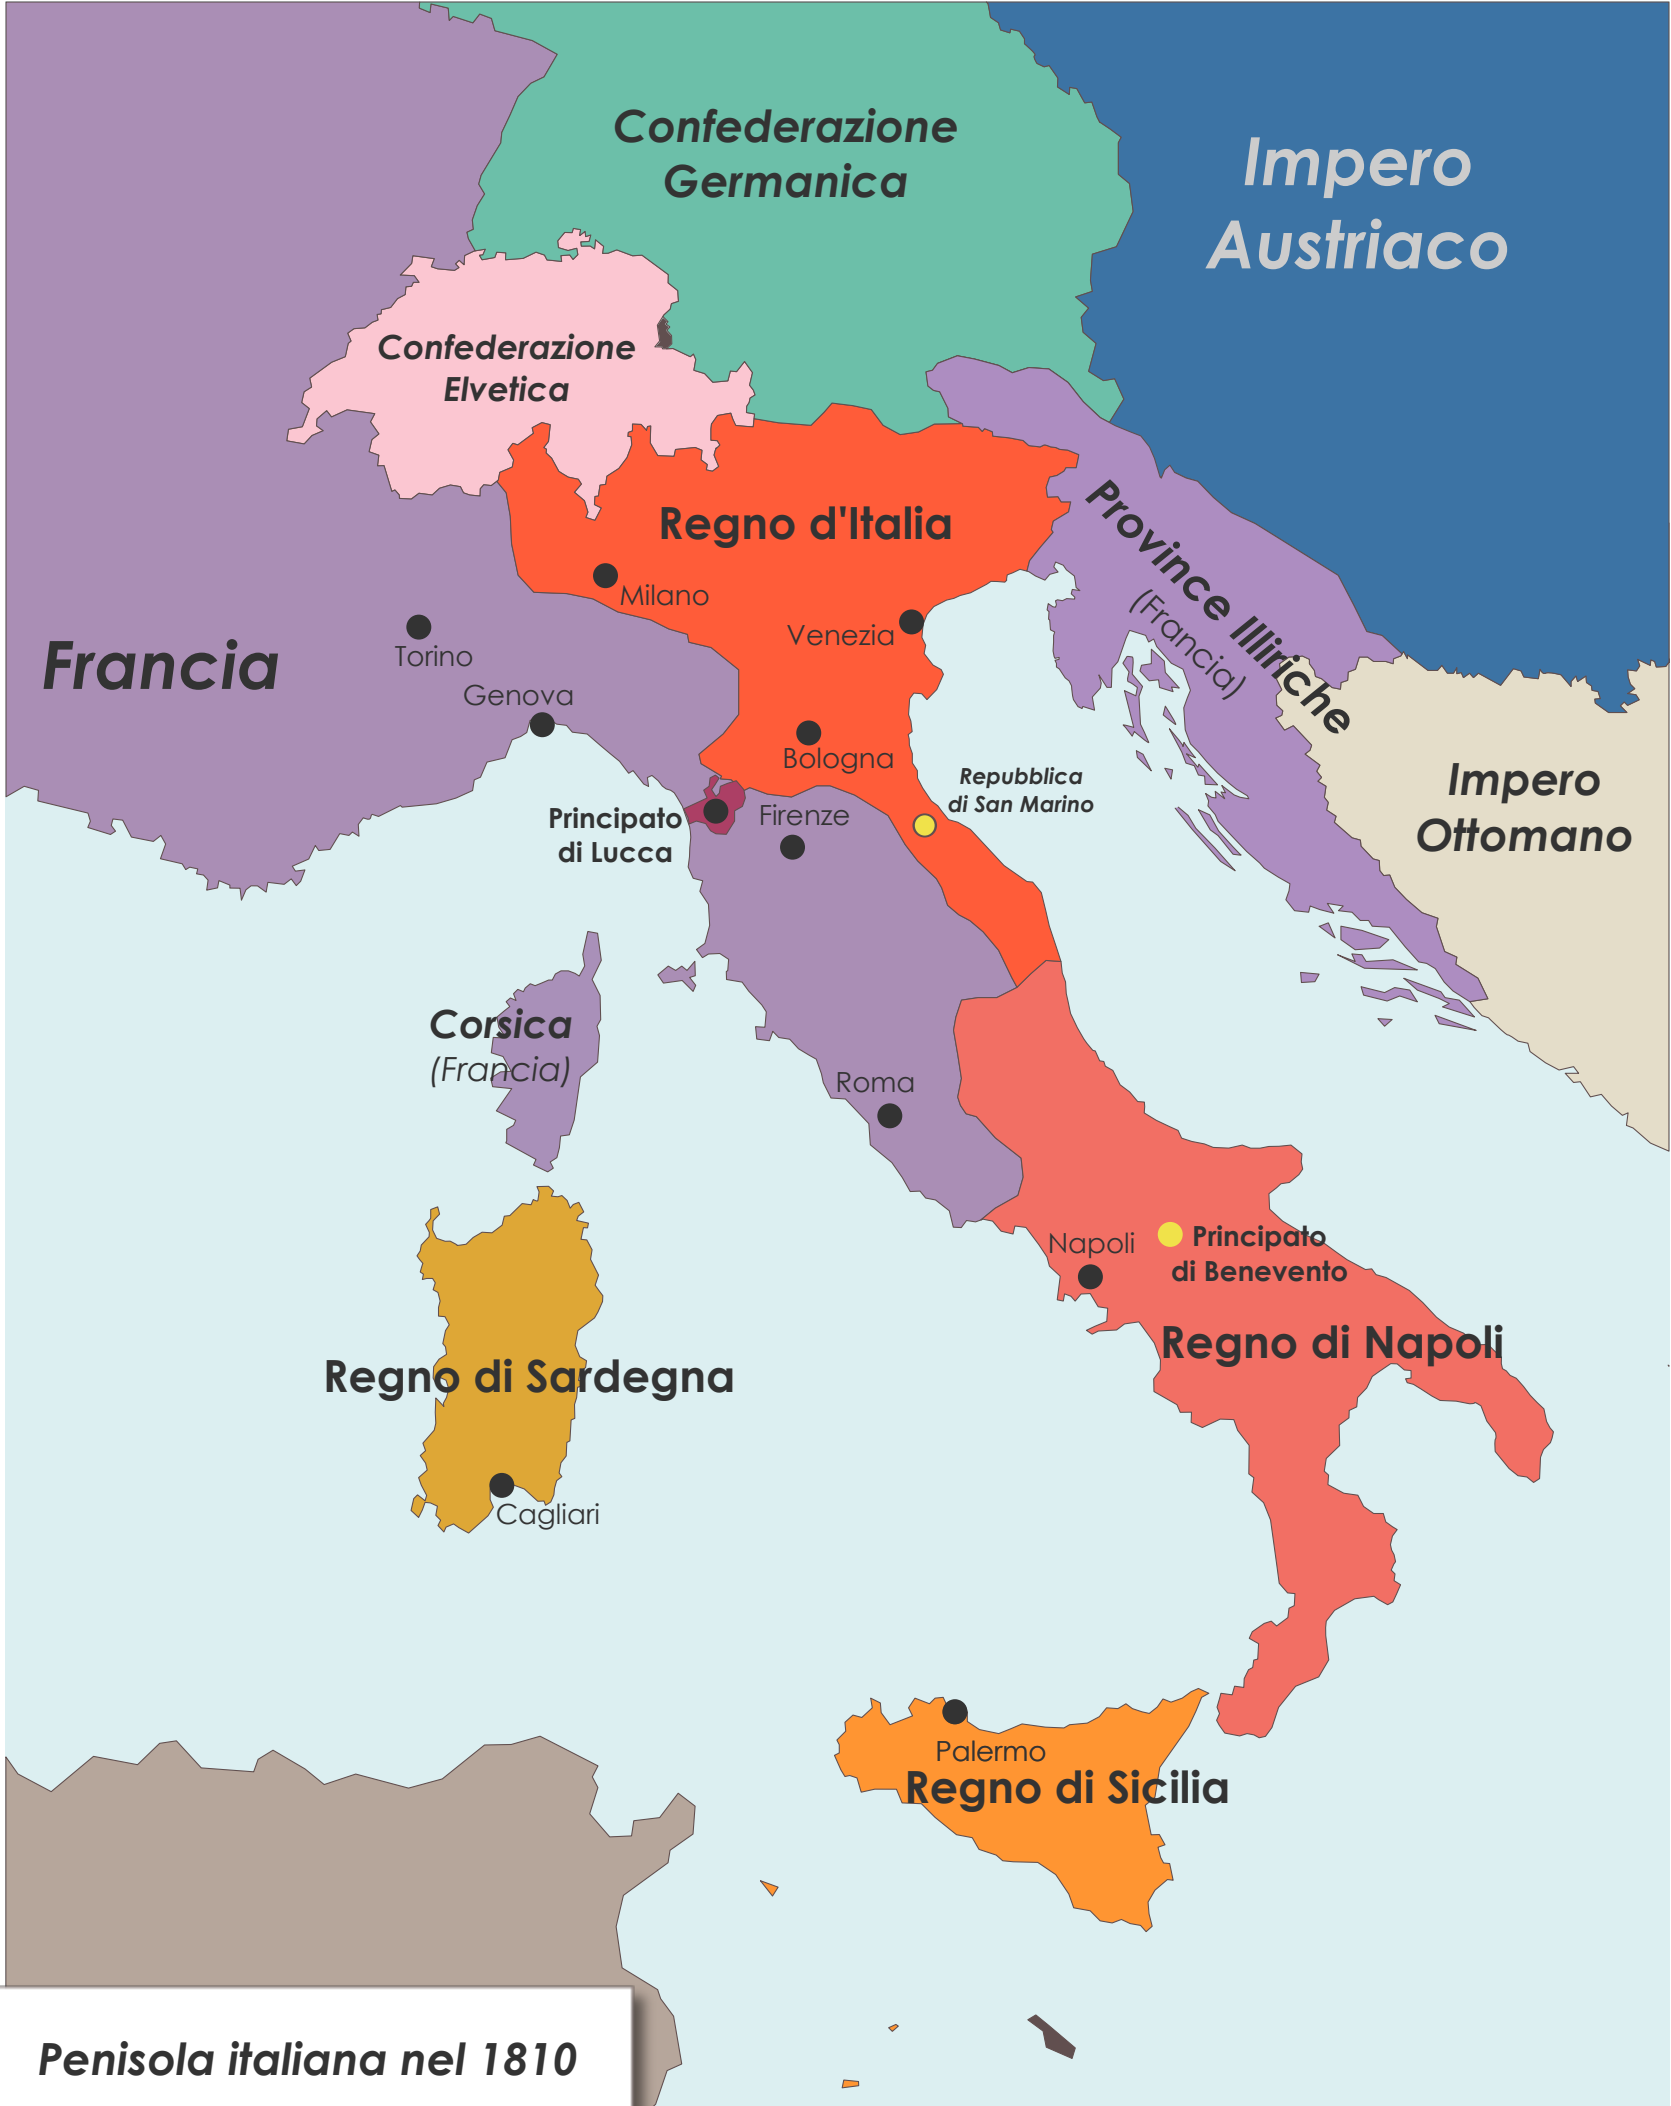 Confederazione
Germanica
Impero
Austriaco
Confederazione
Elvetica
Regno d'Italia
Province Illiriche
(Francia)
Milano
Venezia
Torino
Francia
Genova
Bologna
Repubblica
di San Marino
Impero
Ottomano
Principato
di Lucca
Firenze
Corsica
(Francia)
Roma
Napoli
Principato
di Benevento
Regno di Napoli
Regno di Sardegna
Cagliari
Palermo
Regno di Sicilia
Penisola italiana nel 1810